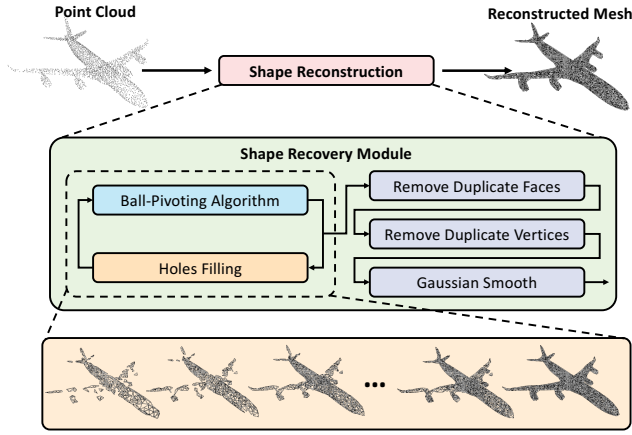 Point Cloud
Reconstructed Mesh
Shape Reconstruction
Shape Recovery Module
Ball-Pivoting Algorithm
Holes Filling
Remove Duplicate Faces
Remove Duplicate Vertices
Gaussian Smooth
...